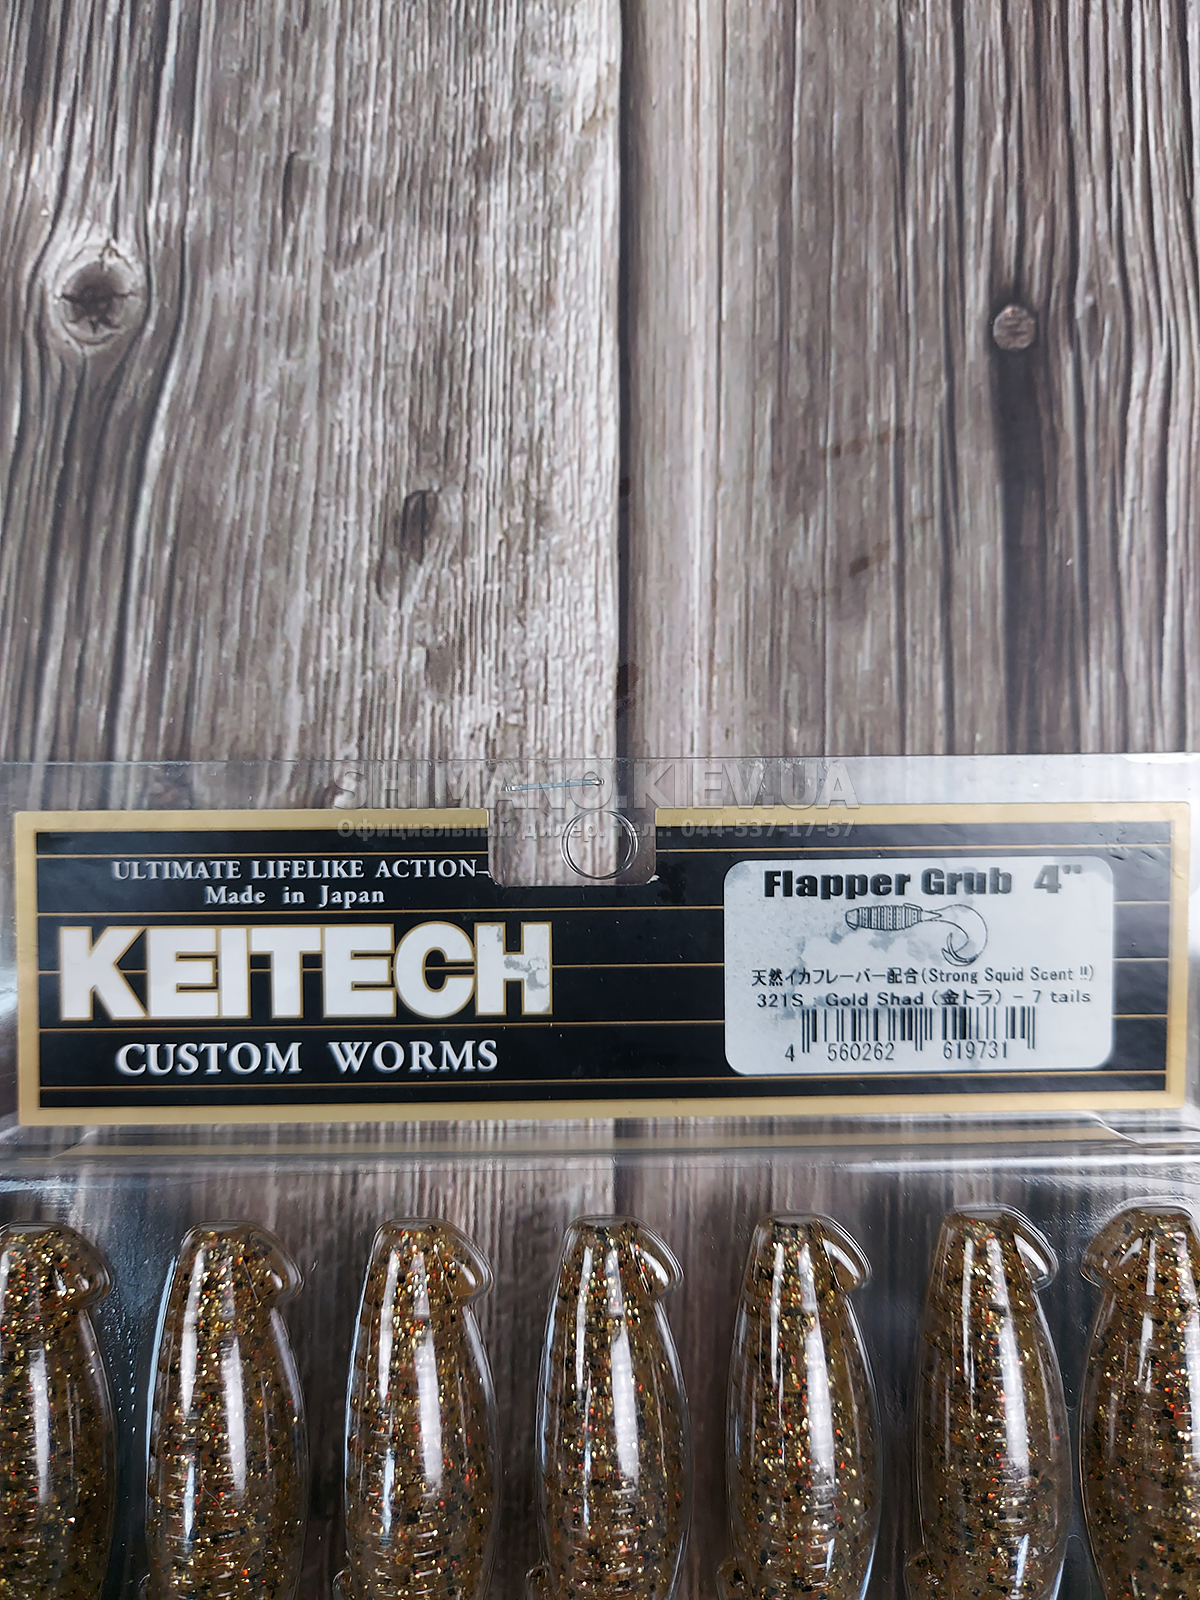 SHIMANO.KIEV.UA
Официальный дилер. тел.: 044-537-17-57
ULTIMATE LIFELIKE ACTION–
Made in Japan
KEITECH
CUSTOM WORMS
Flapper Grub 4"
天然イカフレーバー配合(Strong Squid Scent !!)
321S : Gold Shad (金トラ) - 7 tails
4 560262 619731